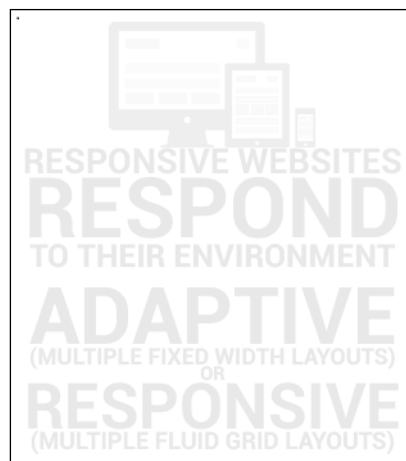 RESPONSIVE WEBSITES
RESPOND
TO THEIR ENVIRONMENT
ADAPTIVE
(MULTIPLE FIXED WIDTH LAYOUTS)
OR
RESPONSIVE
(MULTIPLE FLUID GRID LAYOUTS)